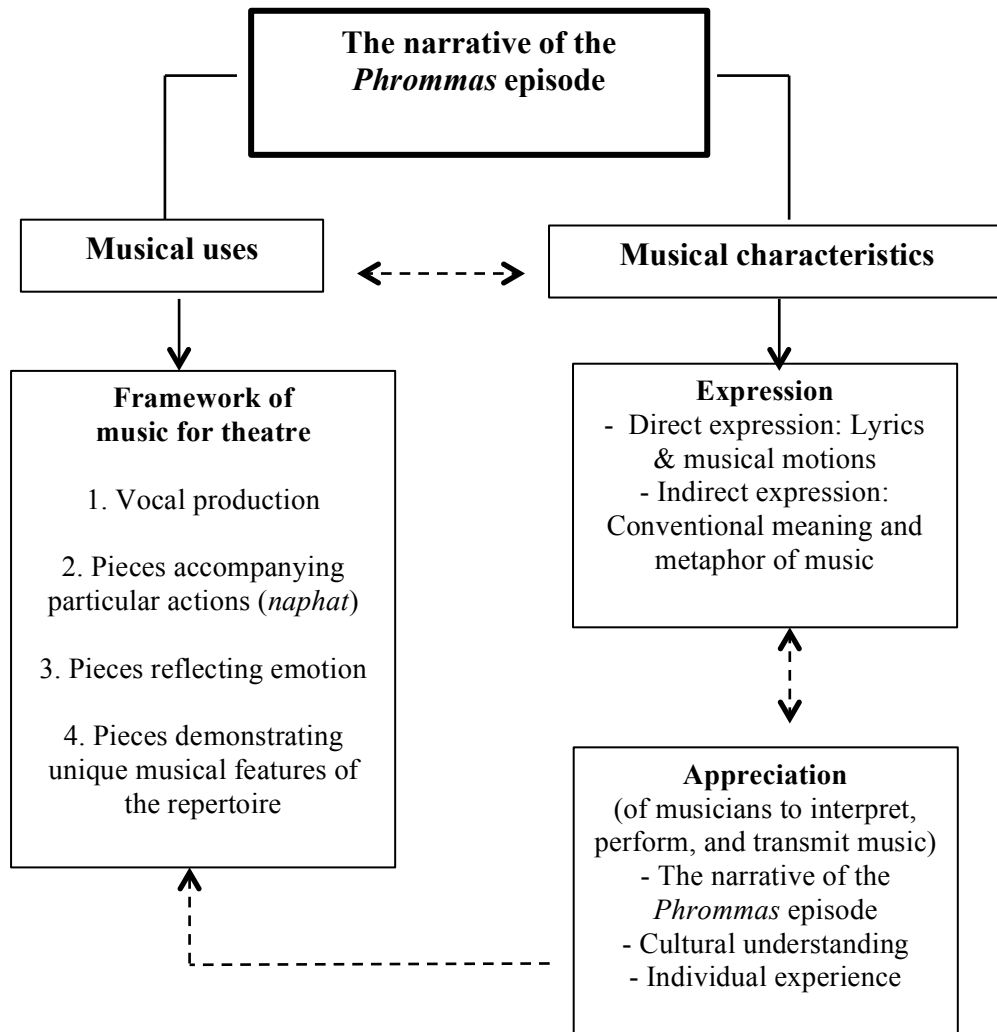 The narrative of the
Phrommas episode
Musical uses
Musical characteristics
Framework of
music for theatre
1. Vocal production
2. Pieces accompanying
particular actions (naphat)
3. Pieces reflecting emotion
4. Pieces demonstrating
unique musical features of
the repertoire
Expression
- Direct expression: Lyrics
& musical motions
- Indirect expression:
Conventional meaning and
metaphor of music
Appreciation
(of musicians to interpret,
perform, and transmit music)
- The narrative of the
Phrommas episode
- Cultural understanding
- Individual experience